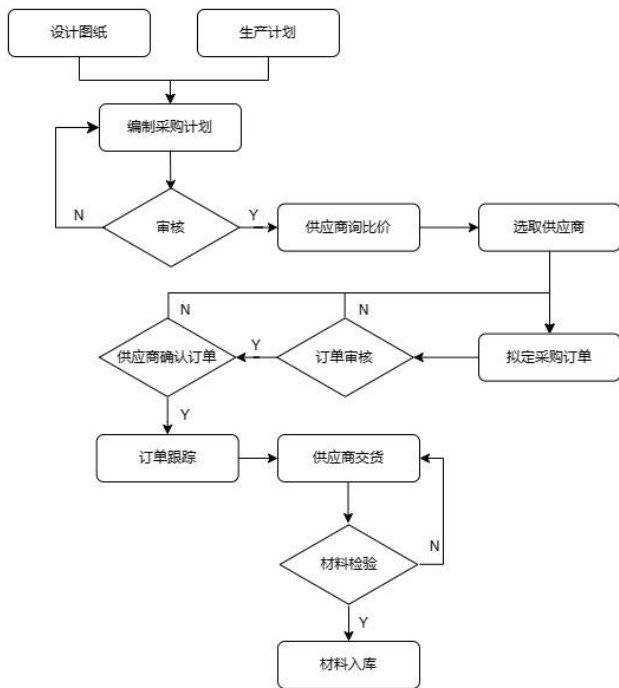 设计图纸
生产计划
编制采购计划
N
审核
Y
供应商询比价
选取供应商
N
N
供应商确认订单
Y
订单审核
拟定采购订单
Y
订单跟踪
供应商交货
N
材料检验
Y
材料入库